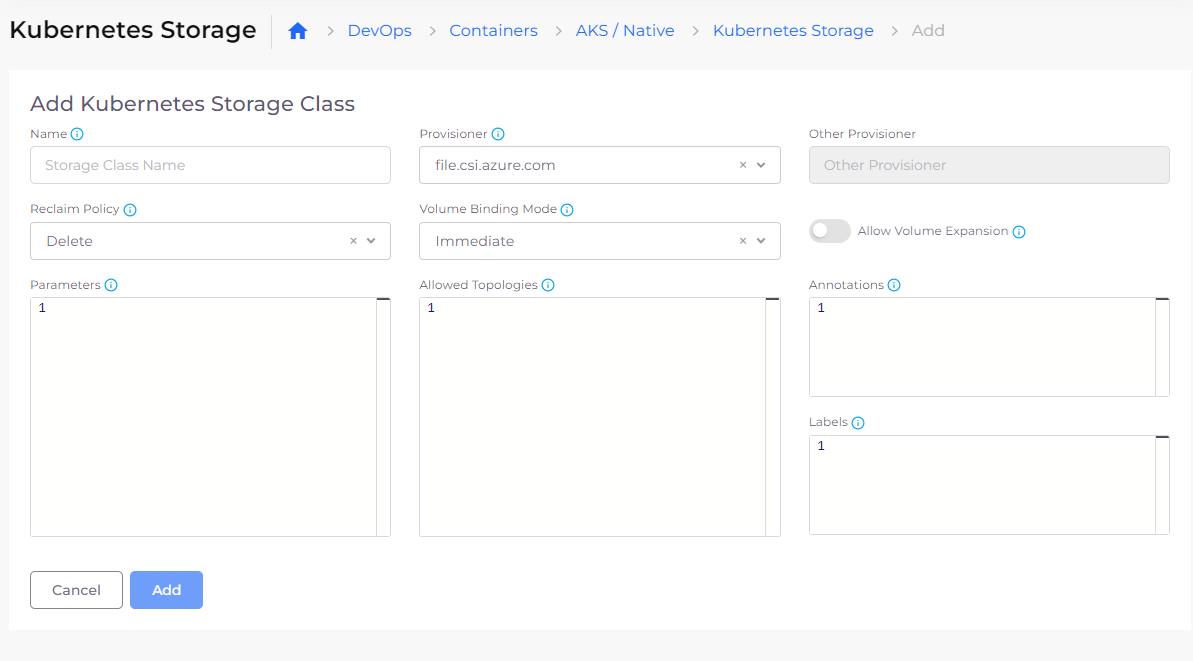 Kubernetes Storage
DevOps > Containers > AKS / Native > Kubernetes Storage > Add
Add Kubernetes Storage Class
Name
Provisioner
Other Provisioner
Storage Class Name
file.csi.azure.com
Other Provisioner
Reclaim Policy
Volume Binding Mode
Delete
Immediate
Allow Volume Expansion
Parameters
Allowed Topologies
Annotations
1
1
1
Labels
1
Cancel
Add